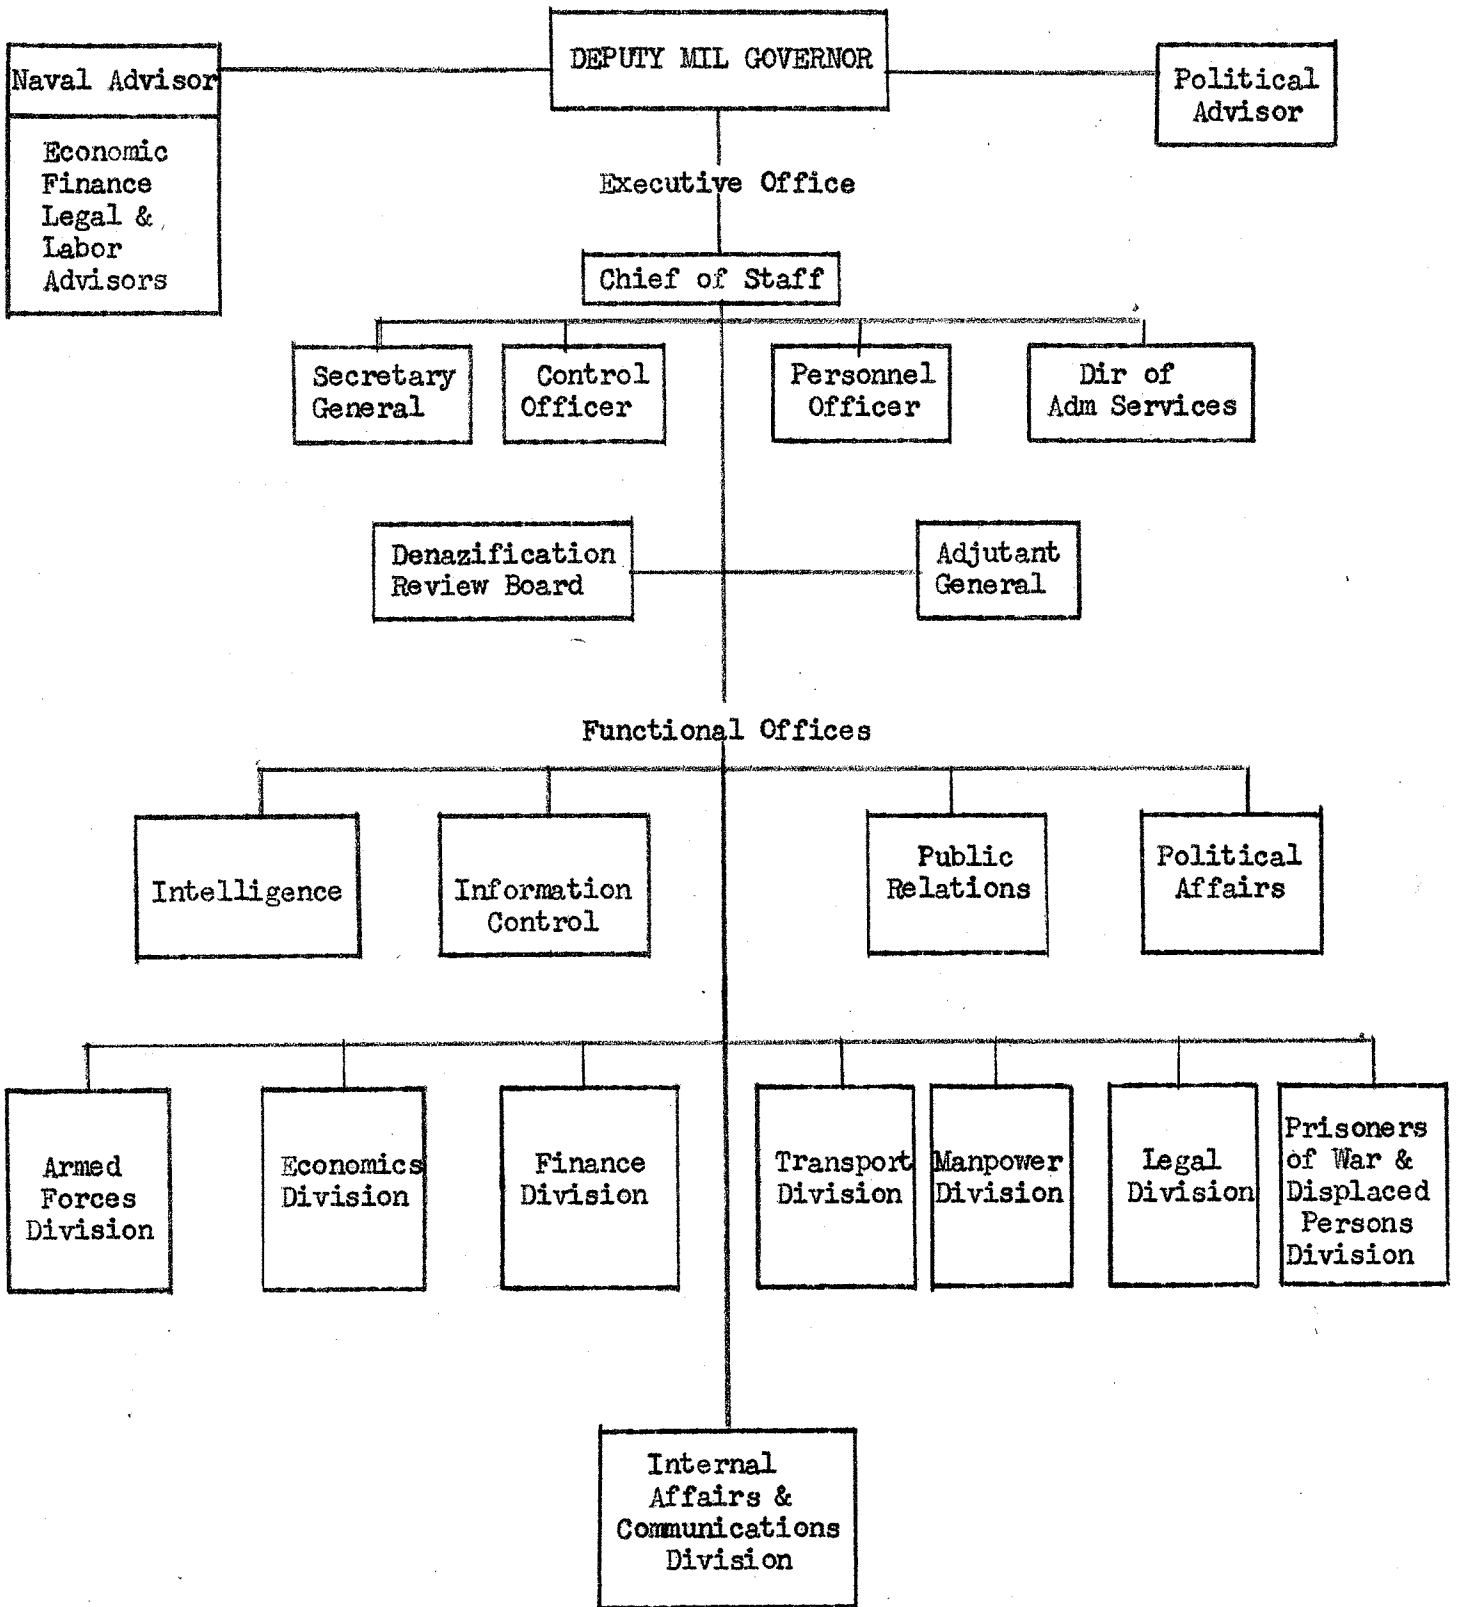 DEPUTY MIL GOVERNOR
Naval Advisor
Political
Advisor
Economic
Finance
Legal &
Labor
Advisors
Executive Office
Chief of Staff
Secretary
General
Control
Officer
Personnel
Officer
Dir of
Adm Services
Denazification
Review Board
Adjutant
General
Functional Offices
Intelligence
Information
Control
Public
Relations
Political
Affairs
Armed
Forces
Division
Economics
Division
Finance
Division
Transport
Division
Manpower
Division
Legal
Division
Prisoners
of War &
Displaced
Persons
Division
Internal
Affairs &
Communications
Division